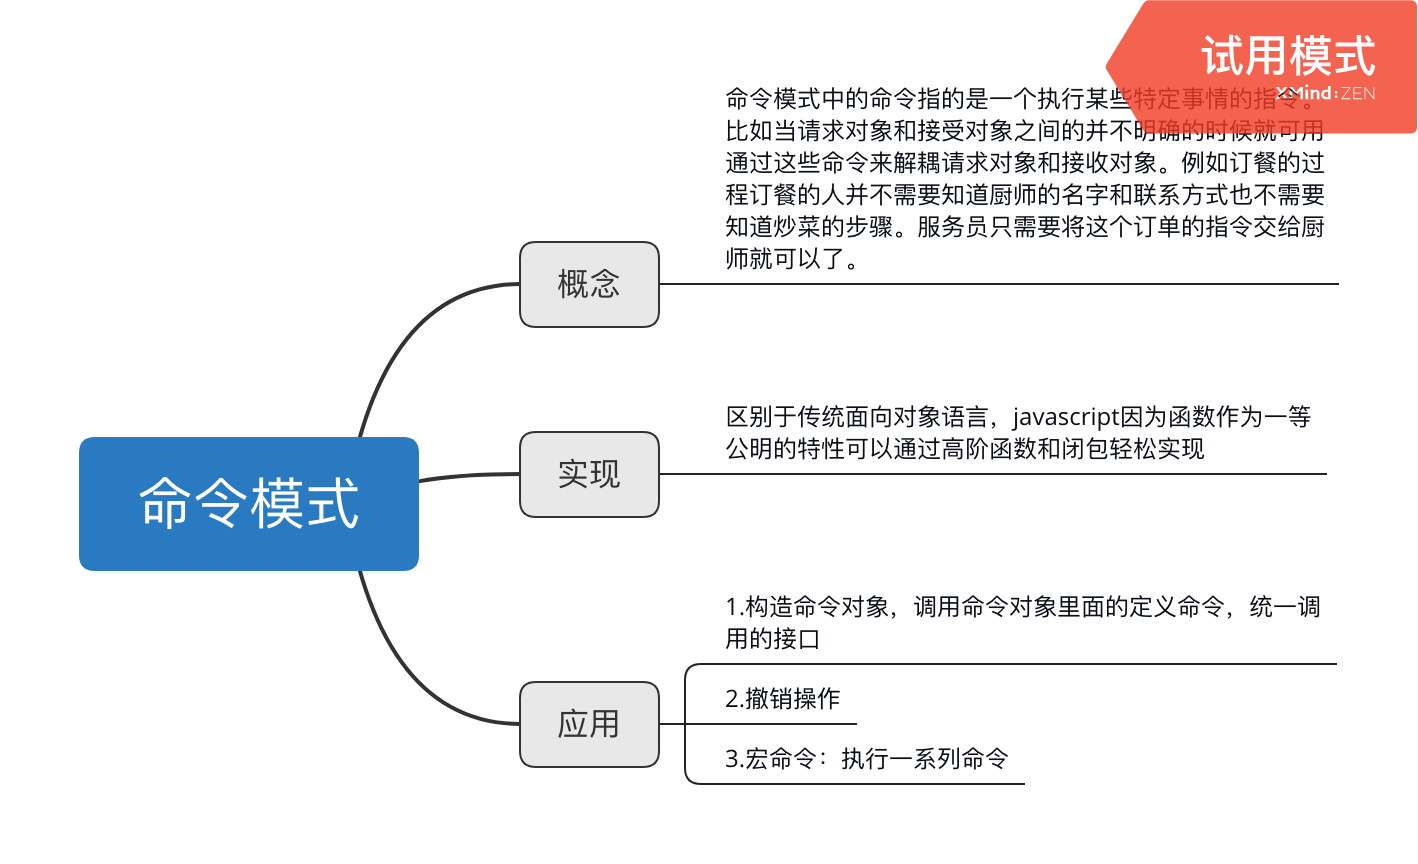 试用模式
XMind:ZEN
命令模式中的命令指的是一个执行某些特定事情的指令。
比如当请求对象和接受对象之间的并不明确的时候就可用
通过这些命令来解耦请求对象和接收对象。例如订餐的过
程订餐的人并不需要知道厨师的名字和联系方式也不需要
知道炒菜的步骤。服务员只需要将这个订单的指令交给厨
师就可以了。
概念
区别于传统面向对象语言，javascript因为函数作为一等
公明的特性可以通过高阶函数和闭包轻松实现
实现
命令模式
1.构造命令对象，调用命令对象里面的定义命令，统一调
用的接口
2.撤销操作
应用
3.宏命令：执行一系列命令